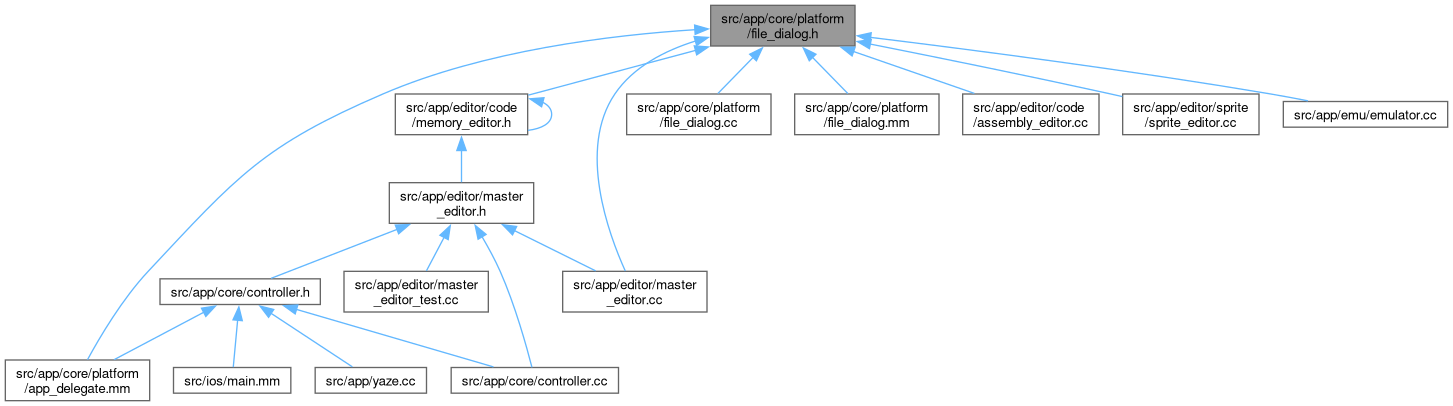 src/app/core/platform
/file_dialog.h
src/app/editor/code
/memory_editor.h
src/app/core/platform
/file_dialog.cc
src/app/core/platform
/file_dialog.mm
src/app/editor/code
/assembly_editor.cc
src/app/editor/sprite
/sprite_editor.cc
src/app/emu/emulator.cc
src/app/editor/master
_editor.h
src/app/core/controller.h
src/app/editor/master
_editor_test.cc
src/app/editor/master
_editor.cc
src/app/core/platform
/app_delegate.mm
src/ios/main.mm
src/app/yaze.cc
src/app/core/controller.cc